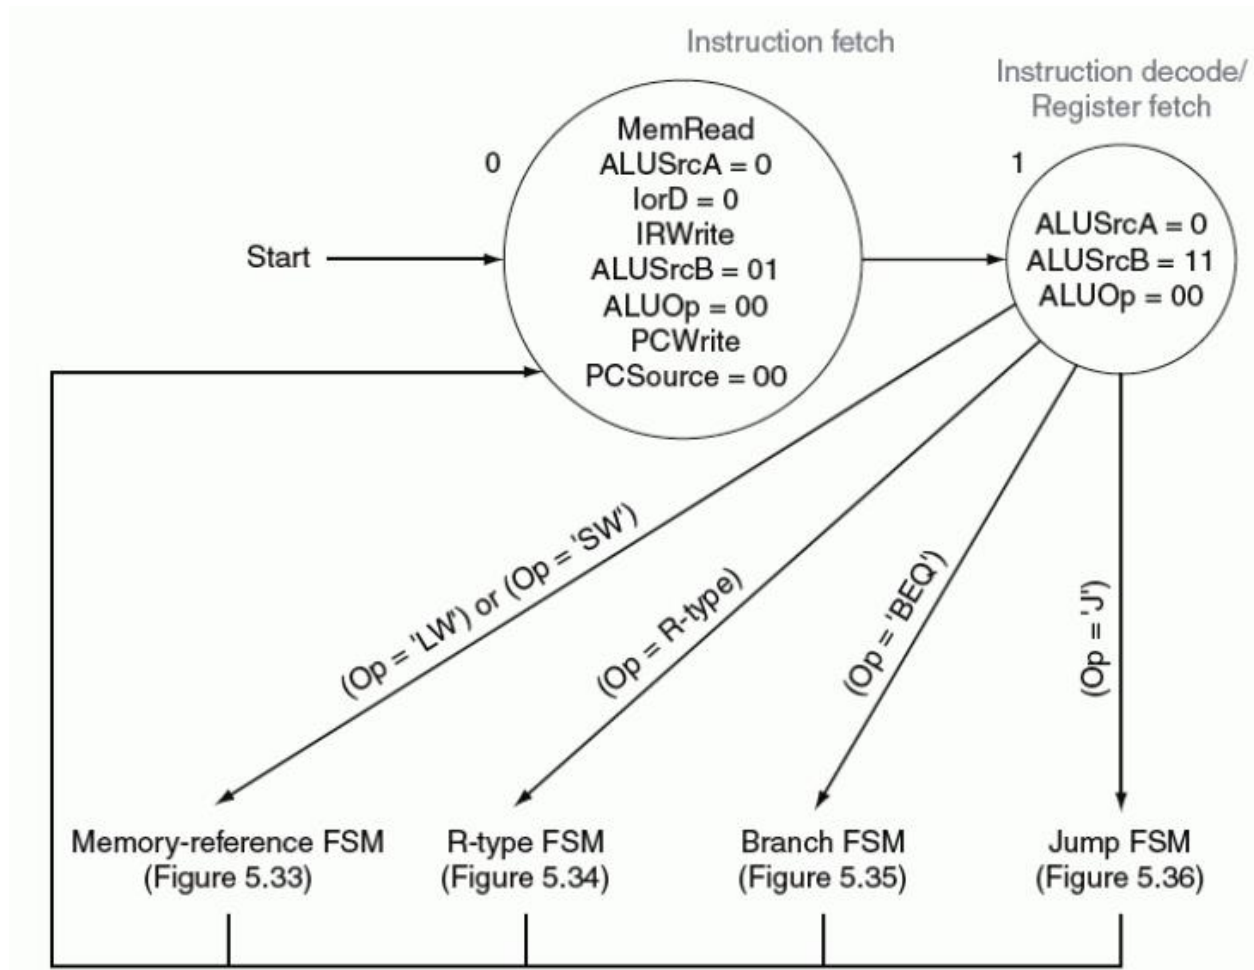 Instruction fetch
Instruction decode/
Register fetch
0
MemRead
ALUSrcA = 0
IorD = 0
IRWrite
ALUSrcB = 01
ALUOp = 00
PCWrite
PCSource = 00
1
ALUSrcA = 0
ALUSrcB = 11
ALUOp = 00
Start
(Op = 'LW') or (Op = 'SW')
(Op = R-type)
(Op = 'BEQ')
(Op = 'J')
Memory-reference FSM
(Figure 5.33)
R-type FSM
(Figure 5.34)
Branch FSM
(Figure 5.35)
Jump FSM
(Figure 5.36)